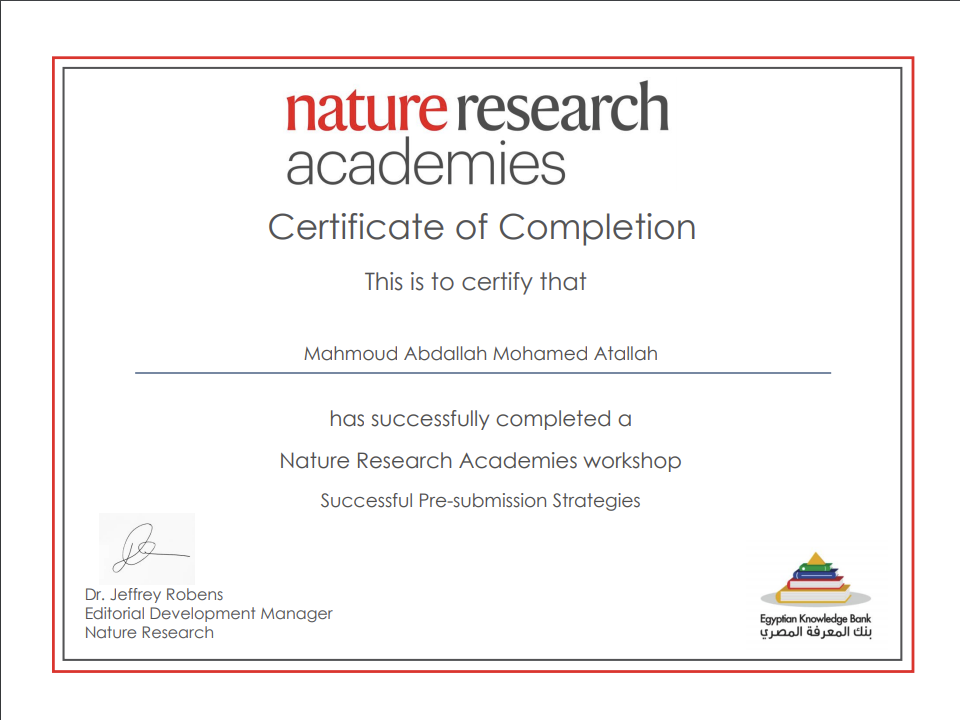 nature research
academies
Certificate of Completion
This is to certify that
Mahmoud Abdallah Mohamed Atallah
has successfully completed a
Nature Research Academies workshop
Successful Pre-submission Strategies
Dr. Jeffrey Robens
Editorial Development Manager
Nature Research
Egyptian Knowledge Bank
بنك المعرفة المصري